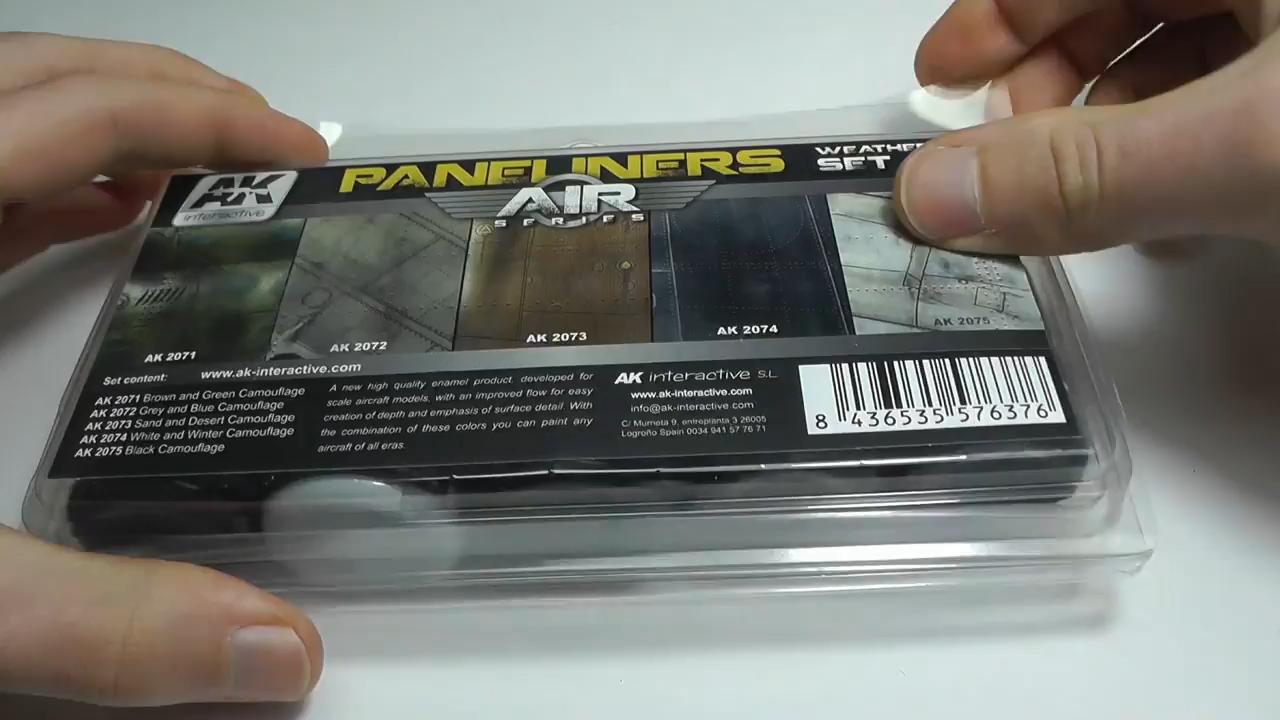 AK
interactive
PANELINERS
AIR
SERIES
SET
AK 2071
AK 2072
AK 2073
AK 2074
AK 2075
Set content:
www.ak-interactive.com
AK 2071 Brown and Green Camouflage
AK 2072 Grey and Blue Camouflage
AK 2073 Sand and Desert Camouflage
AK 2074 White and Winter Camouflage
AK 2075 Black Camouflage
A new high quality enamel product, developed for
scale aircraft models, with an improved flow for easy
creation of depth and emphasis of surface detail. With
the combination of these colors you can paint any
aircraft of all eras.
AK interactive S.L
www.ak-interactive.com
info@ak-interactive.com
C/ Murrieta 9, entreplanta 3 26005
Logroño Spain 0034 941 57 76 71
8 436535 576376